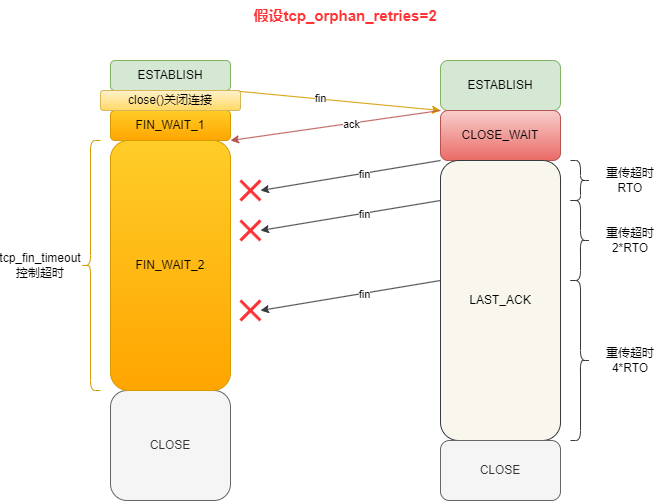 假设tcp_orphan_retries=2
ESTABLISH
ESTABLISH
close()关闭连接
fin
FIN_WAIT_1
ack
CLOSE_WAIT
fin
重传超时
RTO
fin
重传超时
2*RTO
tcp_fin_timeout
控制超时
FIN_WAIT_2
fin
LAST_ACK
重传超时
4*RTO
CLOSE
CLOSE